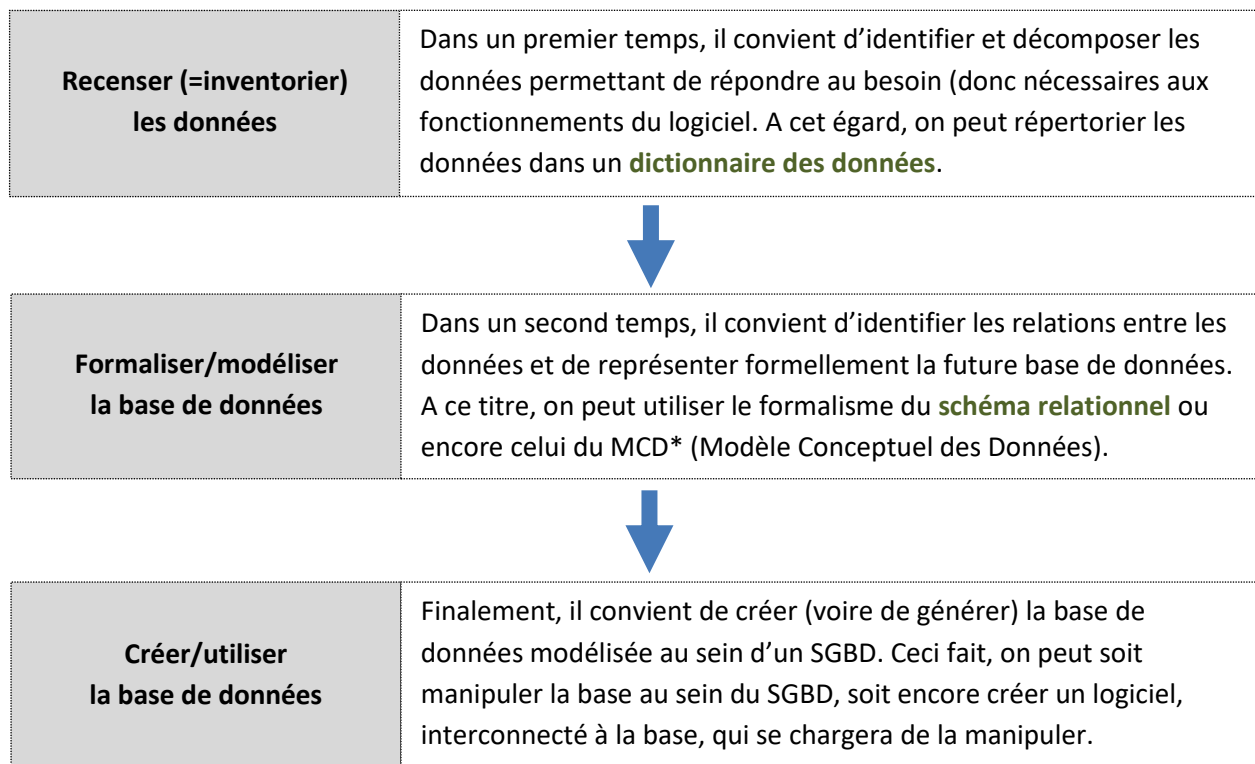 Recenser (=inventorier)
les données
Dans un premier temps, il convient d’identifier et décomposer les
données permettant de répondre au besoin (donc nécessaires aux
fonctionnements du logiciel. A cet égard, on peut répertorier les
données dans un dictionnaire des données.
Formaliser/modéliser
la base de données
Dans un second temps, il convient d’identifier les relations entre les
données et de représenter formellement la future base de données.
A ce titre, on peut utiliser le formalisme du schéma relationnel ou
encore celui du MCD* (Modèle Conceptuel des Données).
Créer/utiliser
la base de données
Finalement, il convient de créer (voire de générer) la base de
données modélisée au sein d’un SGBD. Ceci fait, on peut soit
manipuler la base au sein du SGBD, soit encore créer un logiciel,
interconnecté à la base, qui se chargera de la manipuler.